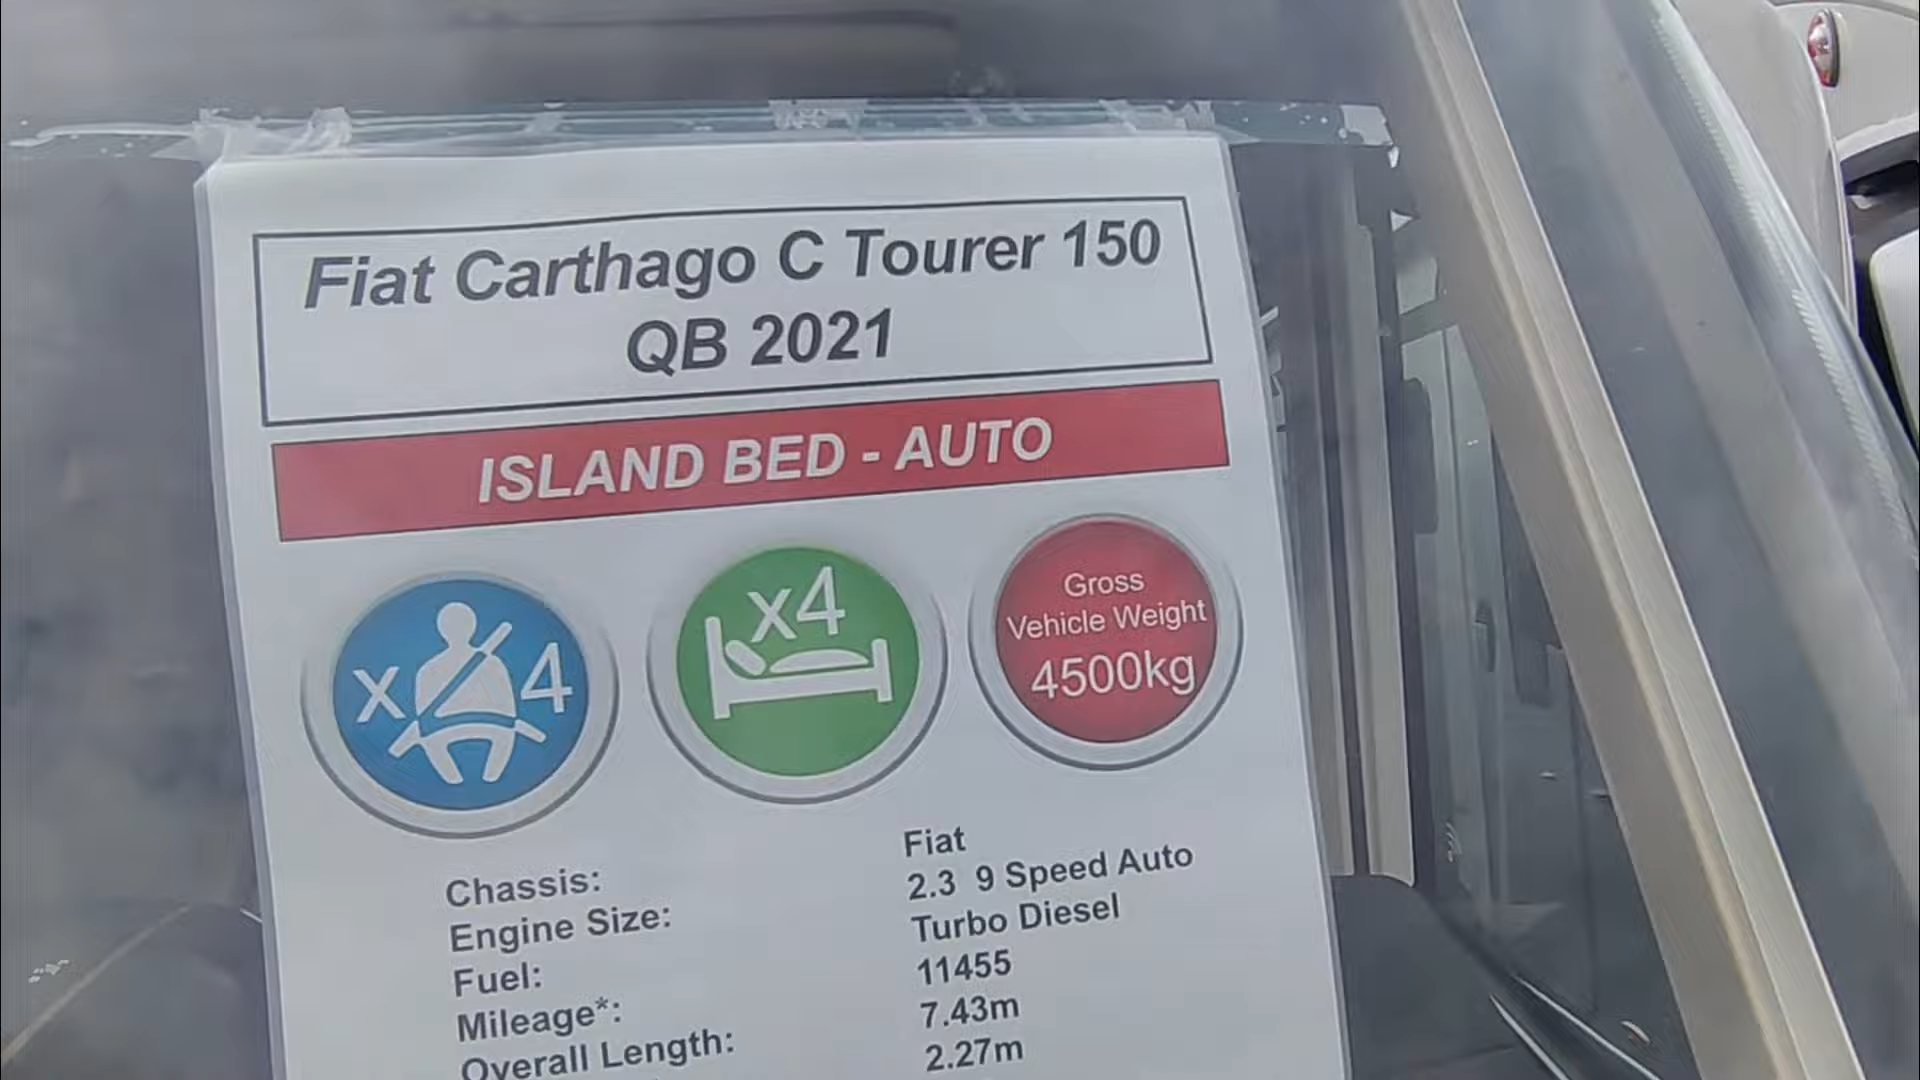 Fiat Carthago C Tourer 150
QB 2021
ISLAND BED - AUTO
x 4
x4
Gross
Vehicle Weight
4500kg
Chassis: Fiat
Engine Size: 2.3 9 Speed Auto
Fuel: Turbo Diesel
Mileage*: 11455
Overall Length: 7.43m
2.27m